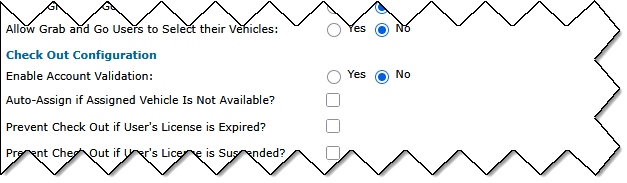 Allow Grab and Go Users to Select their Vehicles: Yes No
Check Out Configuration
Enable Account Validation: Yes No
Auto-Assign if Assigned Vehicle Is Not Available?
Prevent Check Out if User's License is Expired?
Prevent Check Out if User's License is Suspended?